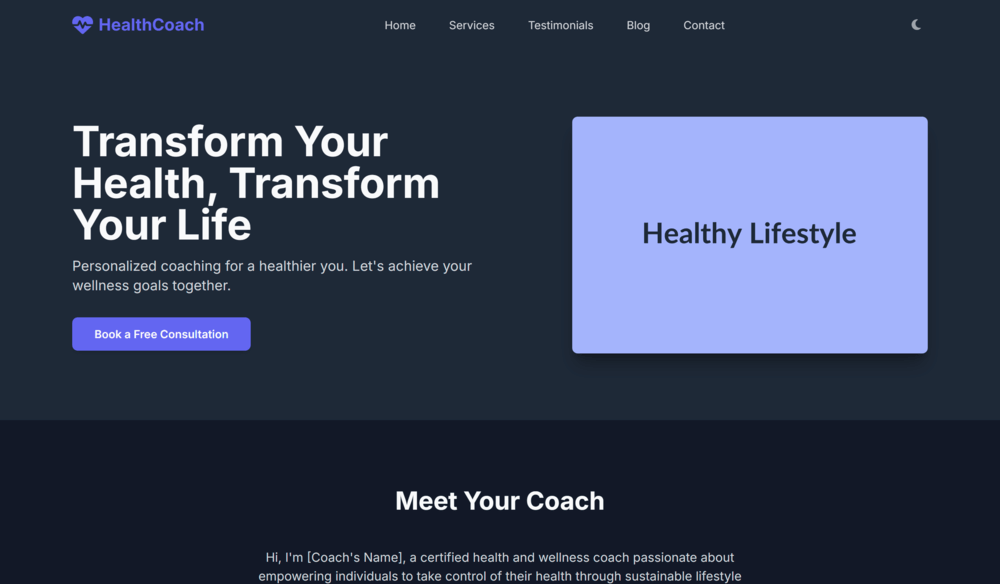 HealthCoach
Home
Services
Testimonials
Blog
Contact
Transform Your
Health, Transform
Your Life
Personalized coaching for a healthier you. Let's achieve your
wellness goals together.
Book a Free Consultation
Healthy Lifestyle
Meet Your Coach
Hi, I'm [Coach's Name], a certified health and wellness coach passionate about
empowering individuals to take control of their health through sustainable lifestyle